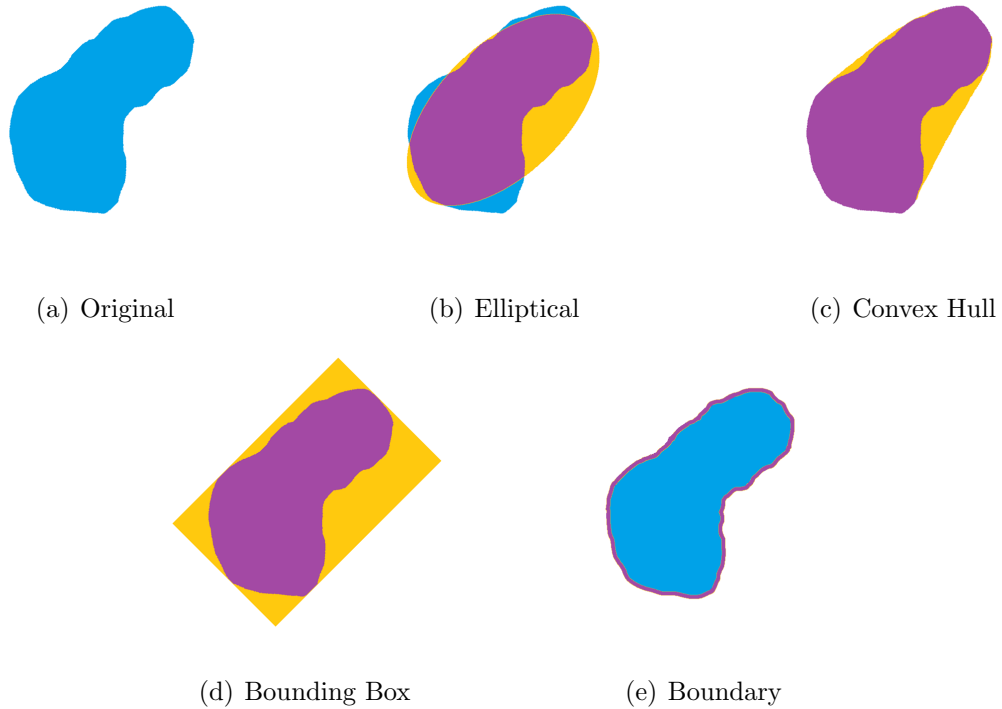 (a) Original
(b) Elliptical
(c) Convex Hull
(d) Bounding Box
(e) Boundary